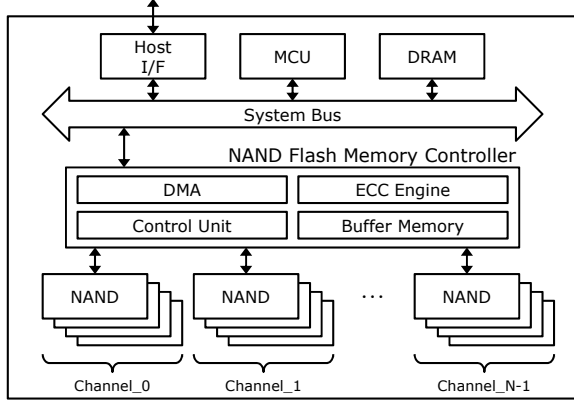 Host
I/F
MCU
DRAM
System Bus
NAND Flash Memory Controller
DMA
ECC Engine
Control Unit
Buffer Memory
NAND
NAND
...
NAND
Channel_0
Channel_1
Channel_N-1